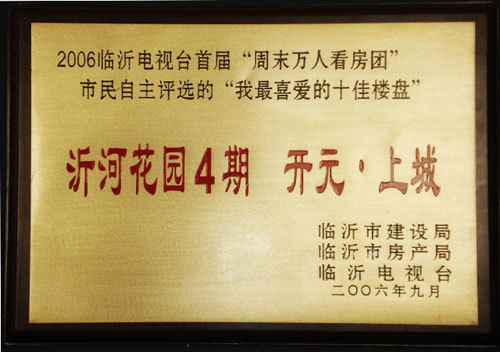 2006临沂电视台首届“周末万人看房团”
市民自主评选的“我最喜爱的十佳楼盘”
沂河花园4期 开元·上城
临沂市建设局
临沂市房产局
临沂电视台
二〇〇六年九月